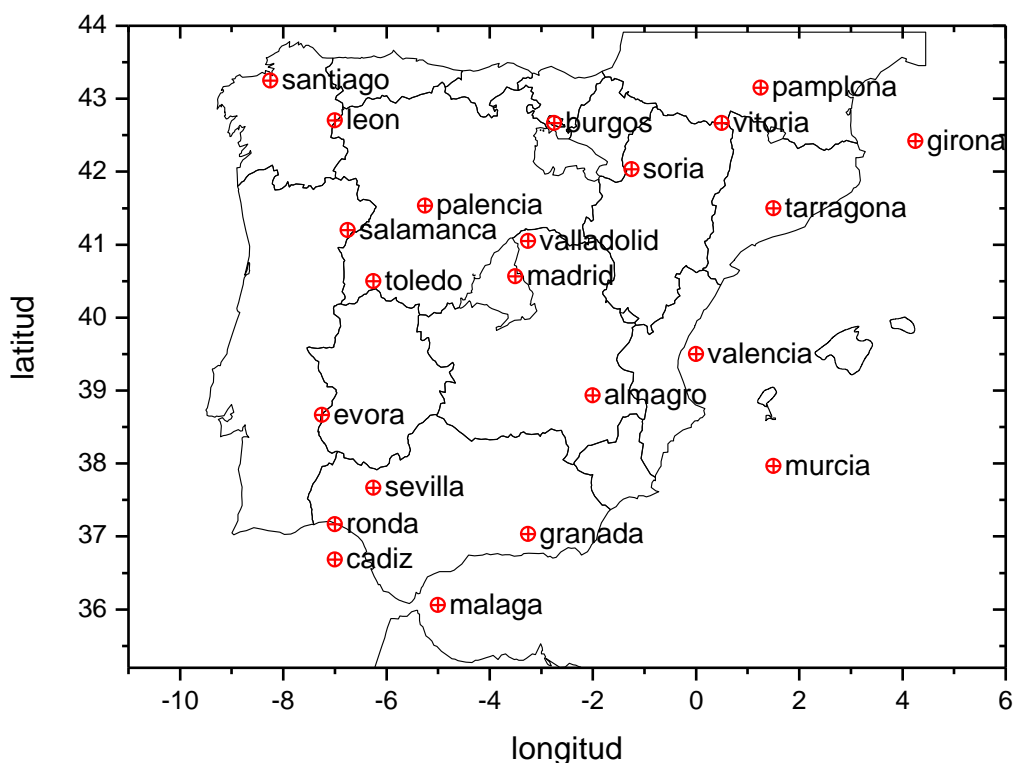 44
43
42
41
40
39
38
37
36
latitud
santiago
pamplona
leon
burgos
vitoria
girona
soria
palencia
tarragona
salamanca
valladolid
toledo
madrid
valencia
almagro
evora
murcia
sevilla
ronda
granada
cadiz
malaga
-10 -8 -6 -4 -2 0 2 4 6
longitud